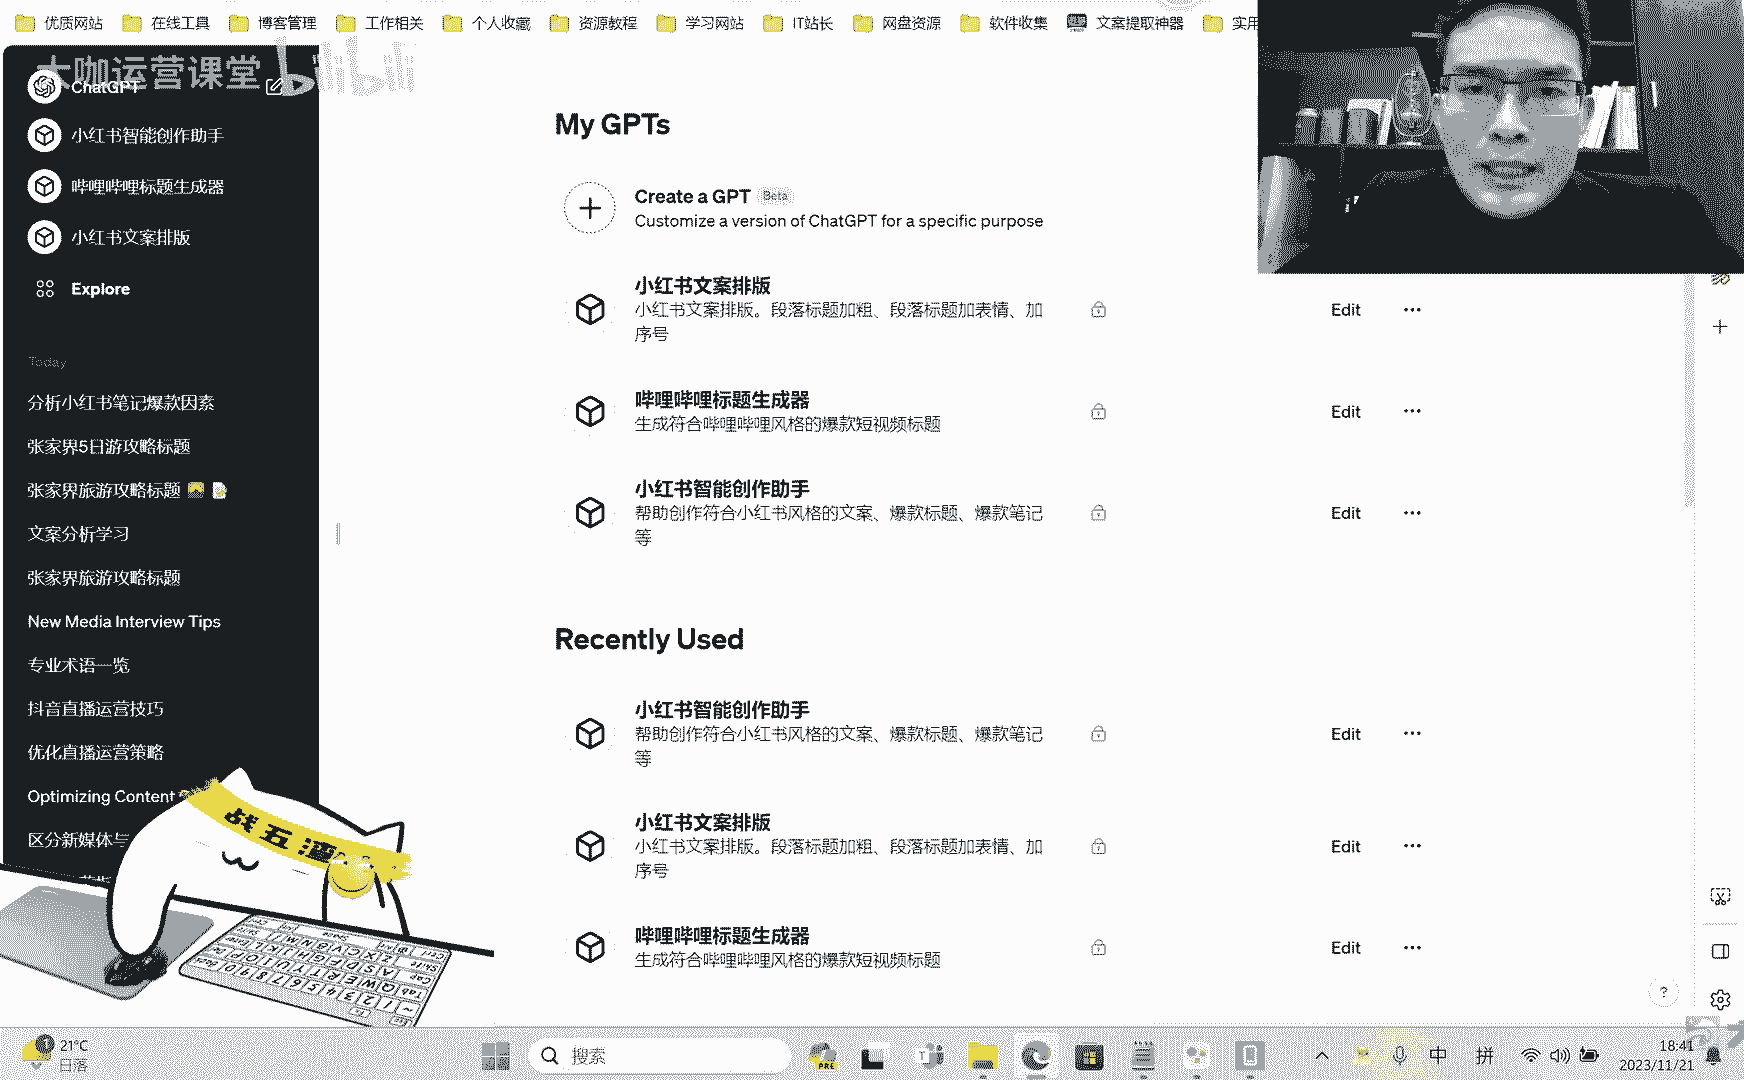 优质网站
在线工具
博客管理
工作相关
个人收藏
资源教程
学习网站
IT站长
网盘资源
软件收集
文案提取神器
实用
大咖运营课堂
bilibili
ChatGPT
小红书智能创作助手
哔哩哔哩标题生成器
小红书文案排版
Explore
Today
分析小红书笔记爆款因素
张家界5日游攻略标题
张家界旅游攻略标题
文案分析学习
张家界旅游攻略标题
New Media Interview Tips
专业术语一览
抖音直播运营技巧
优化直播运营策略
Optimizing Content
区分新媒体与
战五渣
My GPTs
Create a GPT Beta
Customize a version of ChatGPT for a specific purpose
小红书文案排版
小红书文案排版。段落标题加粗、段落标题加表情、加
序号
Edit
哔哩哔哩标题生成器
生成符合哔哩哔哩风格的爆款短视频标题
Edit
小红书智能创作助手
帮助创作符合小红书风格的文案、爆款标题、爆款笔记
等
Edit
Recently Used
小红书智能创作助手
帮助创作符合小红书风格的文案、爆款标题、爆款笔记
等
Edit
小红书文案排版
小红书文案排版。段落标题加粗、段落标题加表情、加
序号
Edit
哔哩哔哩标题生成器
生成符合哔哩哔哩风格的爆款短视频标题
Edit
?
1
21°C
日落
搜索
PRE
中
拼
18:41
2023/11/21